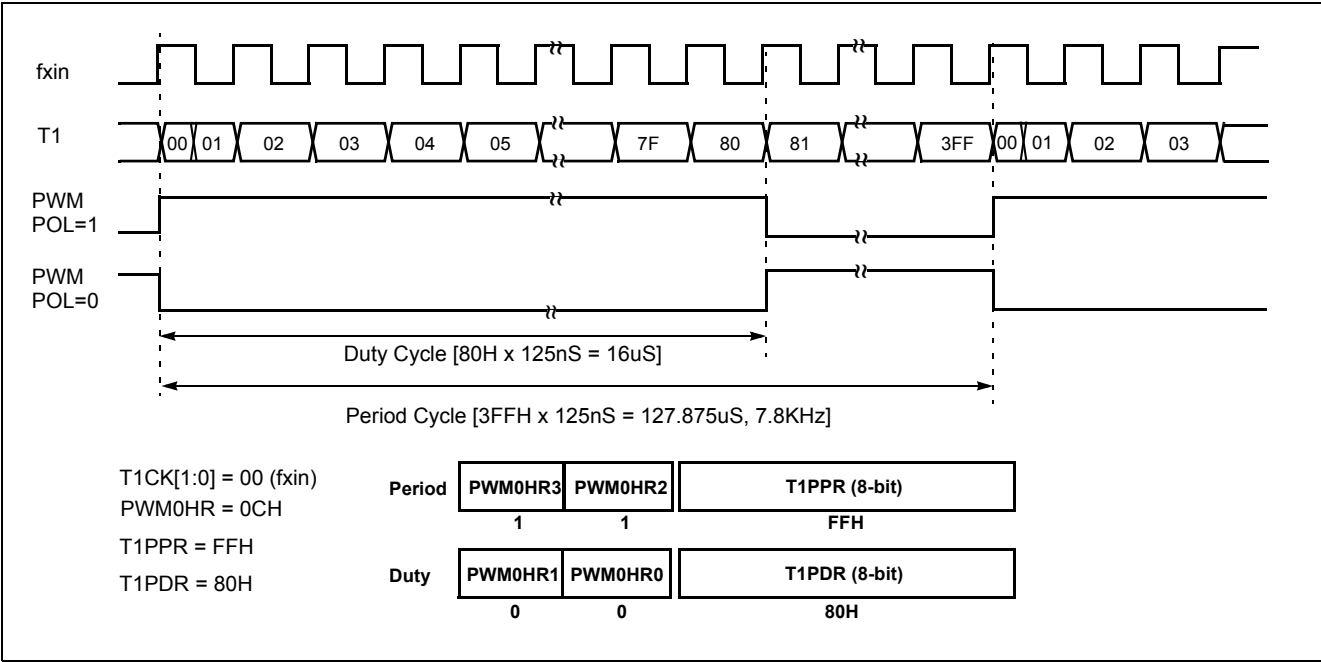 fxin
T1 00 01 02 03 04 05 7F 80 81 3FF 00 01 02 03
PWM
POL=1
PWM
POL=0
Duty Cycle [80H x 125nS = 16uS]
Period Cycle [3FFH x 125nS = 127.875uS, 7.8KHz]
T1CK[1:0] = 00 (fxin)
PWM0HR = 0CH
T1PPR = FFH
T1PDR = 80H
Period PWM0HR3 PWM0HR2 T1PPR (8-bit)
1 1 FFH
Duty PWM0HR1 PWM0HR0 T1PDR (8-bit)
0 0 80H